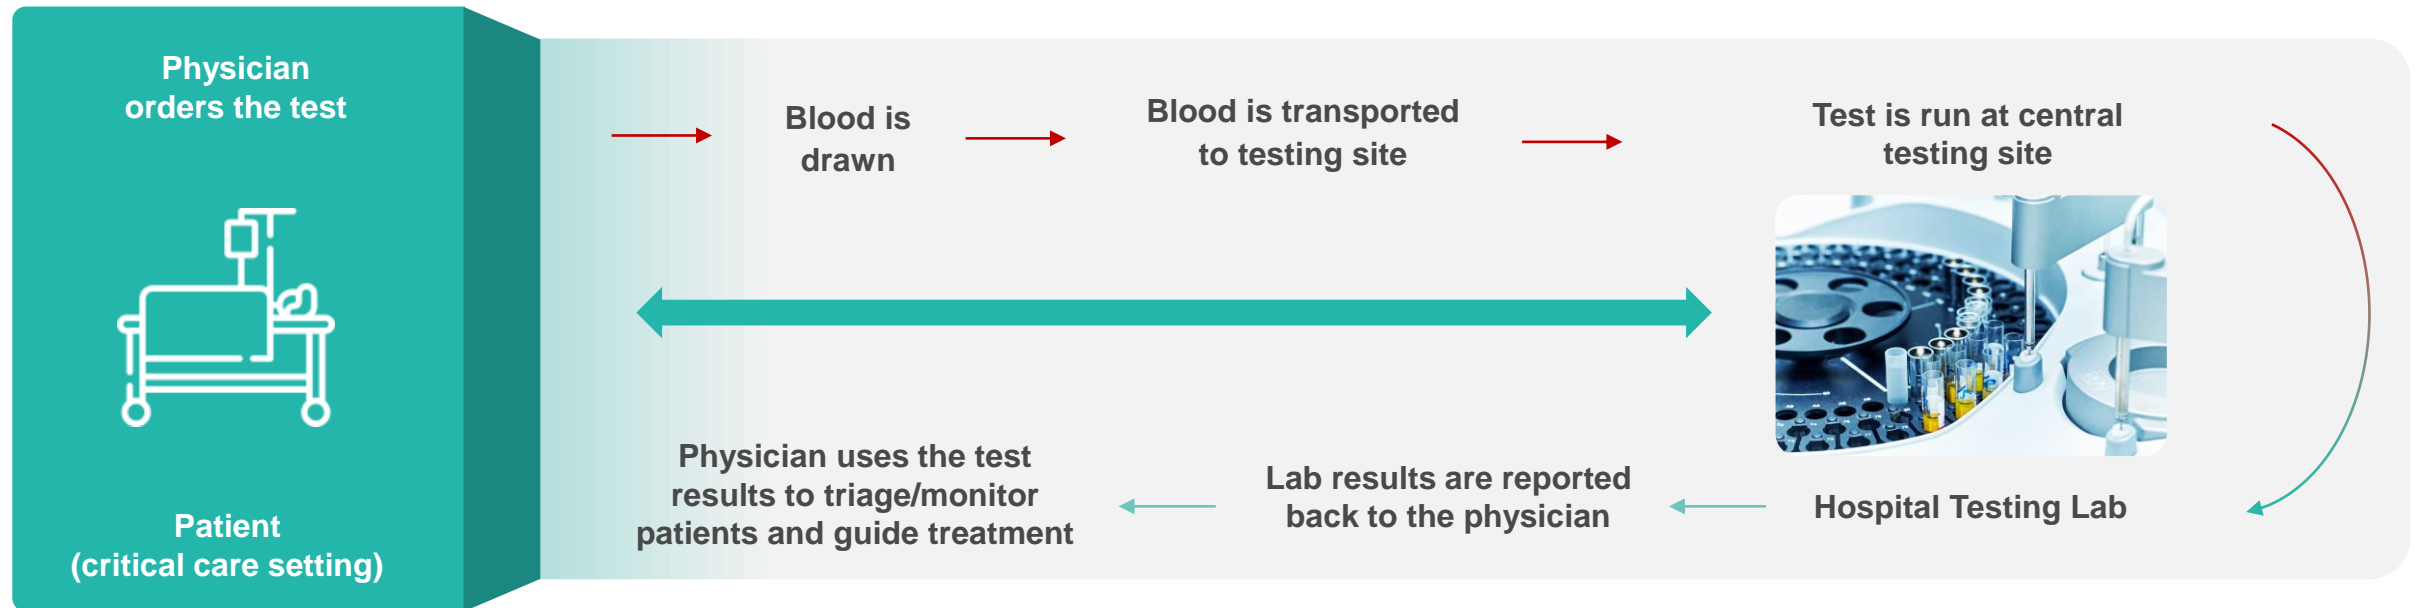 Physician
orders the test
Patient
(critical care setting)
Blood is
drawn
Blood is transported
to testing site
Test is run at central
testing site
Hospital Testing Lab
Lab results are reported
back to the physician
Physician uses the test
results to triage/monitor
patients and guide treatment